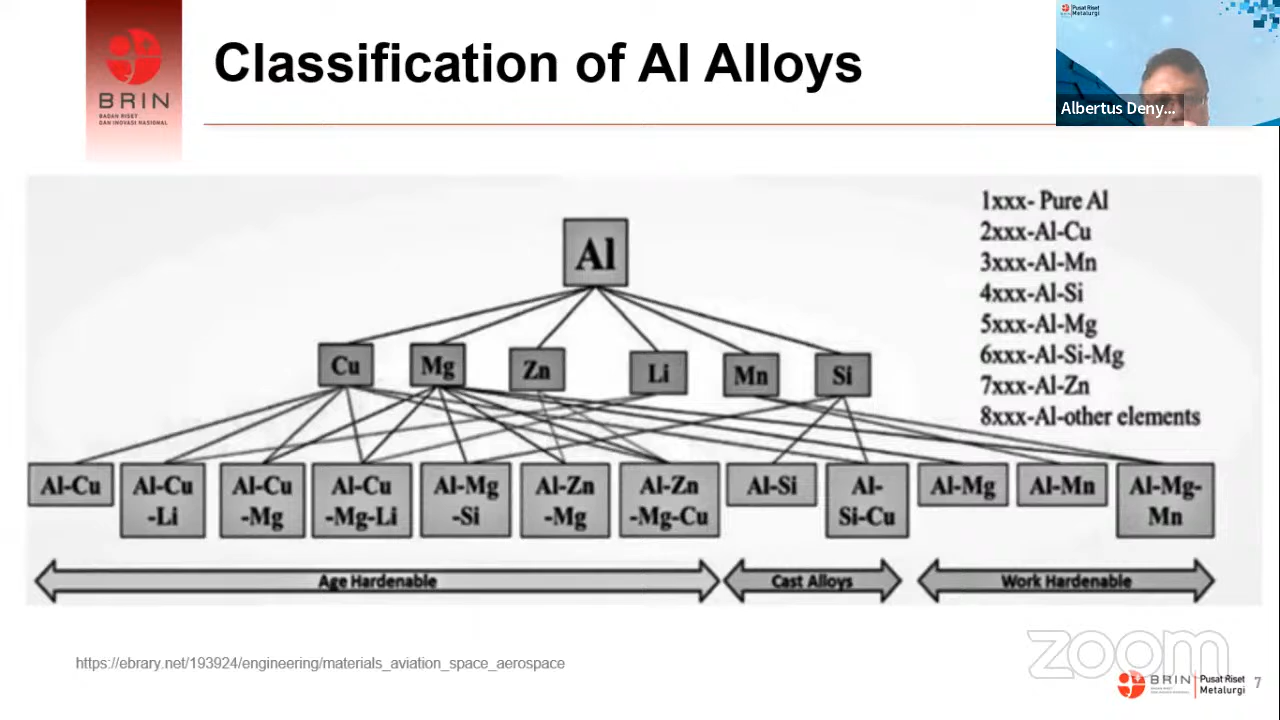 BRIN
BADAN RISET
DAN INOVASI NASIONAL
Classification of Al Alloys
Pusat Riset
Metalurgi
Albertus Deny...
1xxx- Pure Al
2xxx-Al-Cu
3xxx-Al-Mn
4xxx-Al-Si
5xxx-Al-Mg
6xxx-Al-Si-Mg
7xxx-Al-Zn
8xxx-Al-other elements
Al
Cu
Mg
Zn
Li
Mn
Si
Al-Cu
Al-Cu
-Li
Al-Cu
-Mg
Al-Cu
-Mg-Li
Al-Mg
-Si
Al-Zn
-Mg
Al-Zn
-Mg-Cu
Al-Si
Al-
Si-Cu
Al-Mg
Al-Mn
Al-Mg-
Mn
Age Hardenable
Cast Alloys
Work Hardenable
https://ebrary.net/193924/engineering/materials_aviation_space_aerospace
zoom
BRIN
Pusat Riset
Metalurgi
7